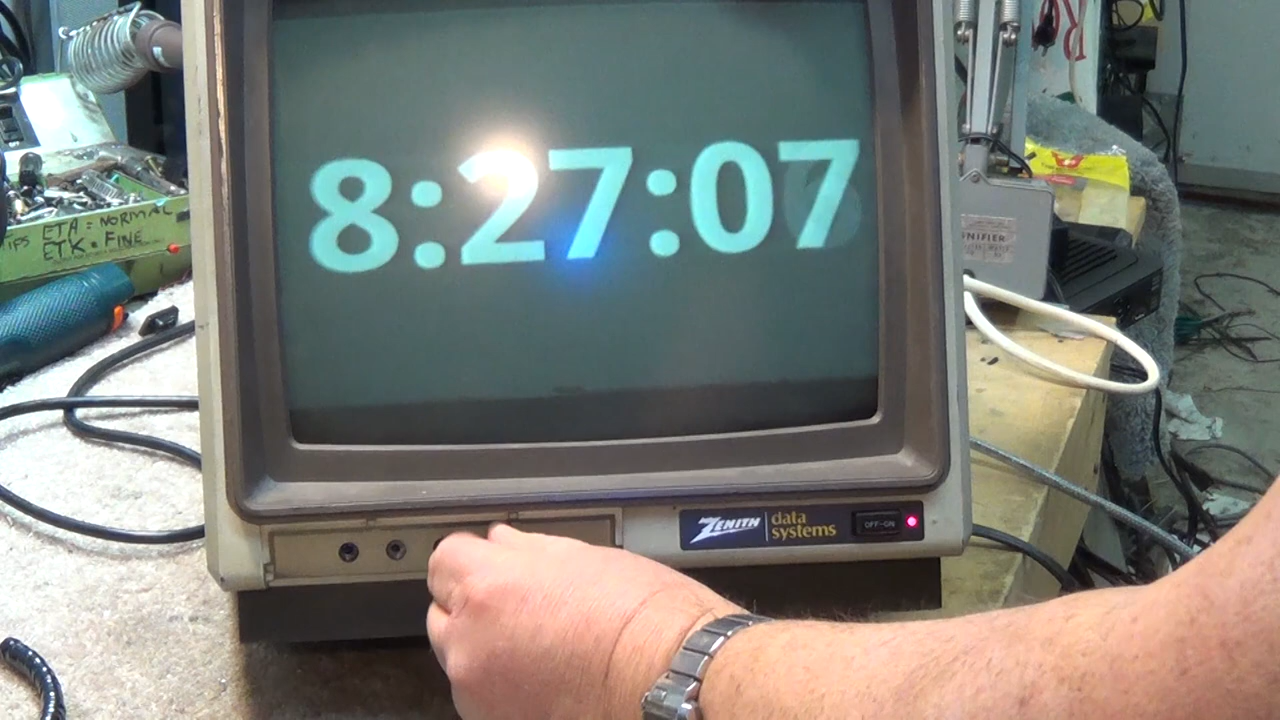 8:27:07
TIPS ETA = NORMAL
ETK = FINE
ZENITH data systems
OFF-ON